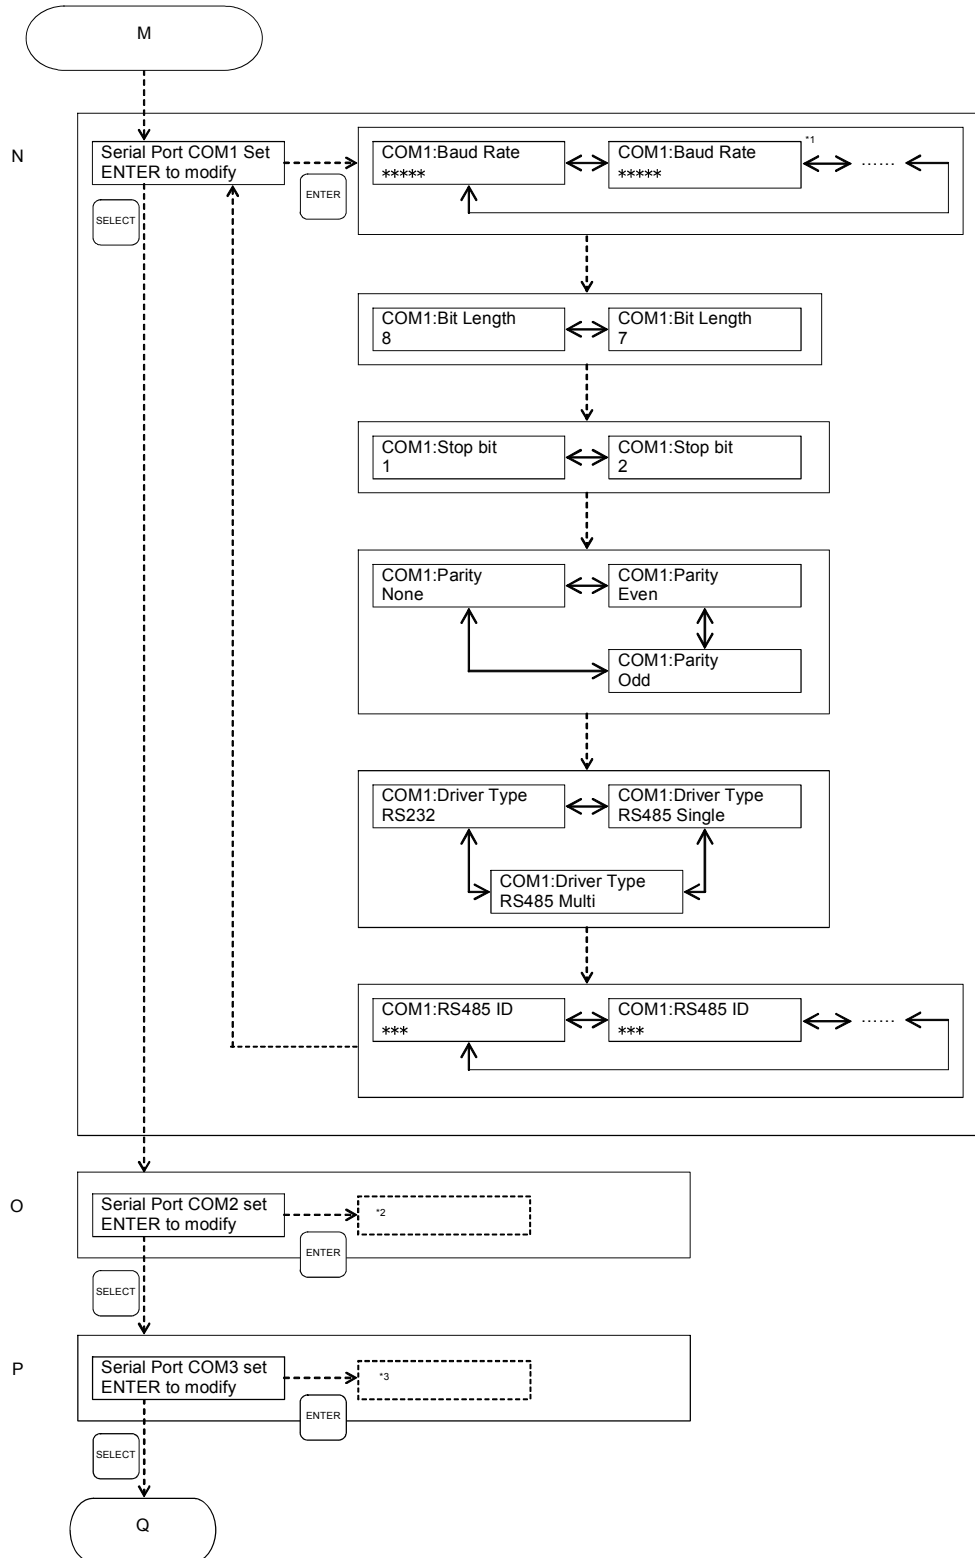 M
N
Serial Port COM1 Set
ENTER to modify
SELECT
ENTER
COM1:Baud Rate
*****
COM1:Baud Rate
*****
*1
......
COM1:Bit Length
8
COM1:Bit Length
7
COM1:Stop bit
1
COM1:Stop bit
2
COM1:Parity
None
COM1:Parity
Even
COM1:Parity
Odd
COM1:Driver Type
RS232
COM1:Driver Type
RS485 Single
COM1:Driver Type
RS485 Multi
COM1:RS485 ID
***
COM1:RS485 ID
***
......
O
Serial Port COM2 set
ENTER to modify
*2
ENTER
SELECT
P
Serial Port COM3 set
ENTER to modify
*3
ENTER
SELECT
Q